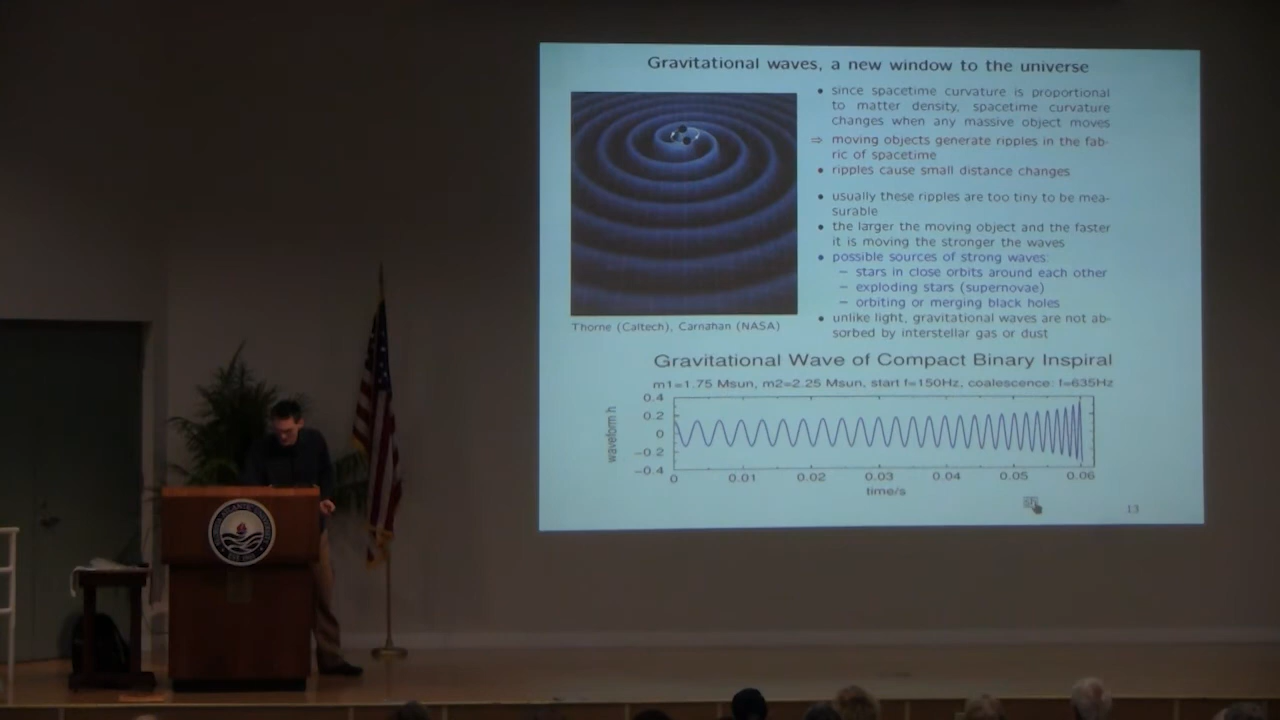 Gravitational waves, a new window to the universe
• since spacetime curvature is proportional
to matter density, spacetime curvature
changes when any massive object moves
⇒ moving objects generate ripples in the fab-
ric of spacetime
• ripples cause small distance changes
• usually these ripples are too tiny to be mea-
surable
• the larger the moving object and the faster
it is moving the stronger the waves
• possible sources of strong waves:
– stars in close orbits around each other
– exploding stars (supernovae)
– orbiting or merging black holes
• unlike light, gravitational waves are not ab-
sorbed by interstellar gas or dust
Thorne (Caltech), Carnahan (NASA)
Gravitational Wave of Compact Binary Inspiral
m1=1.75 Msun, m2=2.25 Msun, start f=150Hz, coalescence: f=635Hz
waveform h
0.4
0.2
0
−0.2
−0.4
0 0.01 0.02 0.03 0.04 0.05 0.06
time/s
13
ATLANTIC